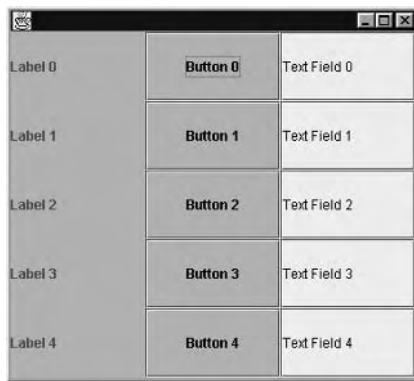 Label 0 Button 0 Text Field 0
Label 1 Button 1 Text Field 1
Label 2 Button 2 Text Field 2
Label 3 Button 3 Text Field 3
Label 4 Button 4 Text Field 4